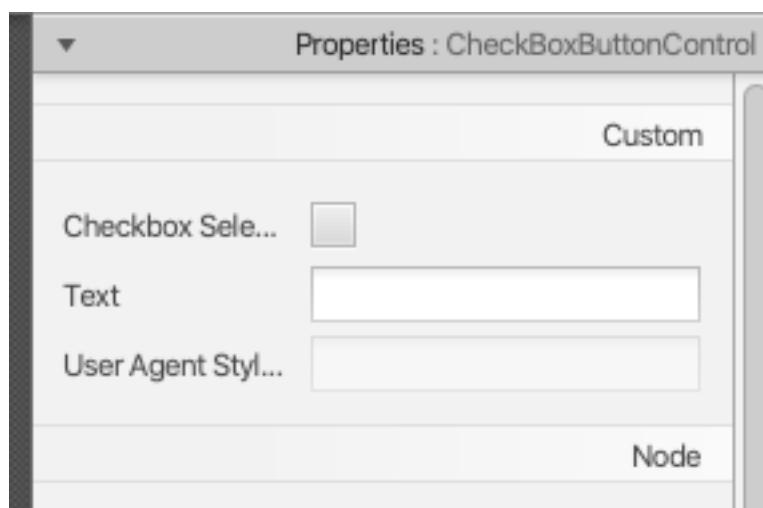 Properties : CheckBoxButtonControl
Custom
Checkbox Sele...
Text
User Agent Styl...
Node